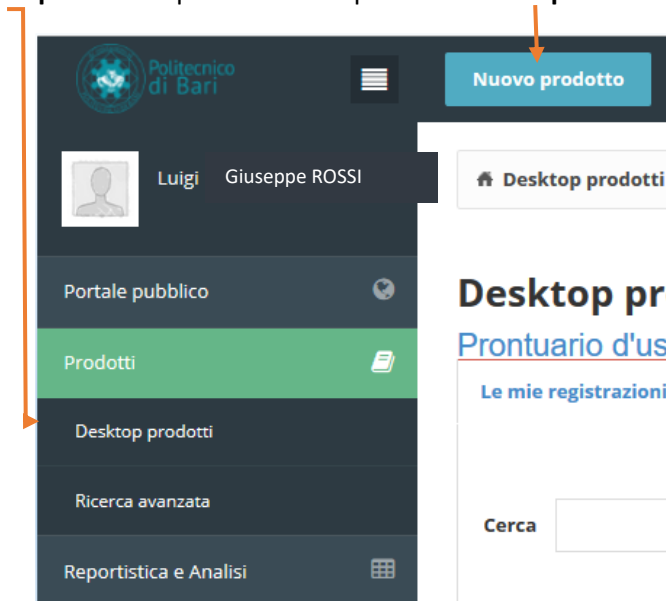 Politecnico
di Bari
Nuovo prodotto
Luigi Giuseppe ROSSI
Desktop prodotti
Portale pubblico
Desktop pr
Prontuario d'us
Prodotti
Le mie registrazioni
Desktop prodotti
Ricerca avanzata
Cerca
Reportistica e Analisi